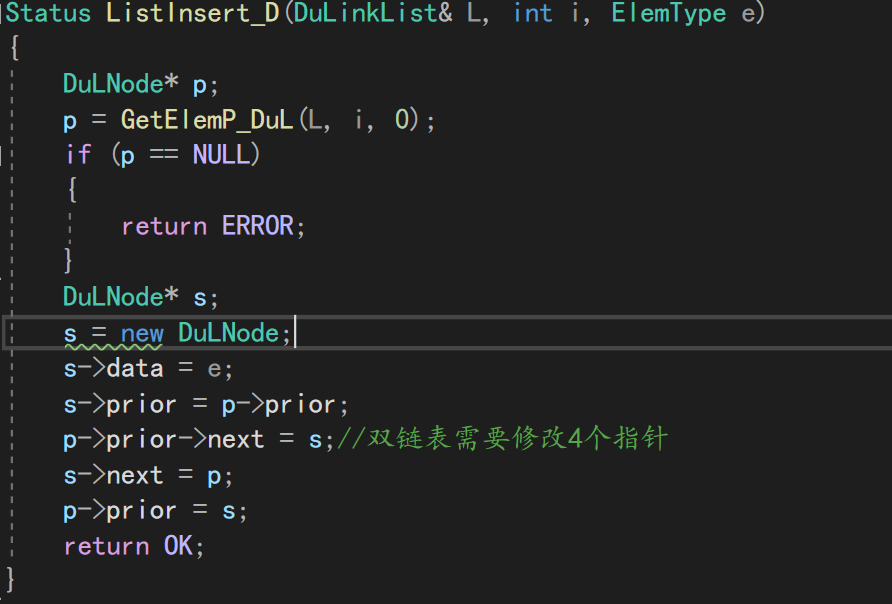 Status ListInsert_D(DuLinkList& L, int i, ElemType e)
{
DuLNode* p;
p = GetElemP_DuL(L, i, 0);
if (p == NULL)
{
return ERROR;
}
DuLNode* s;
s = new DuLNode;
s->data = e;
s->prior = p->prior;
p->prior->next = s;//双链表需要修改4个指针
s->next = p;
p->prior = s;
return OK;
}